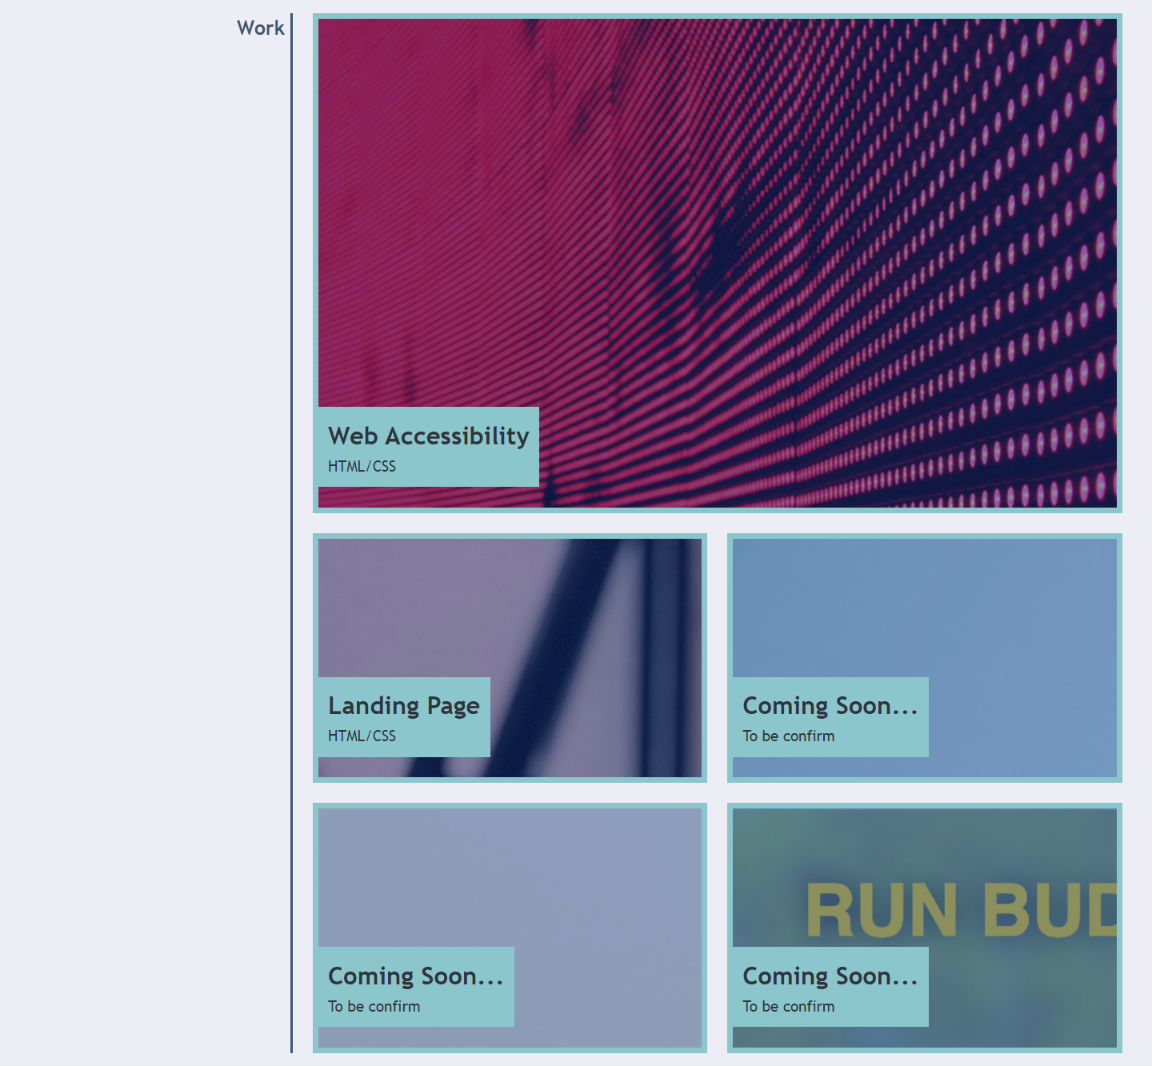 Work
Web Accessibility
HTML/CSS
Landing Page
HTML/CSS
Coming Soon...
To be confirm
Coming Soon...
To be confirm
RUN BUD
Coming Soon...
To be confirm